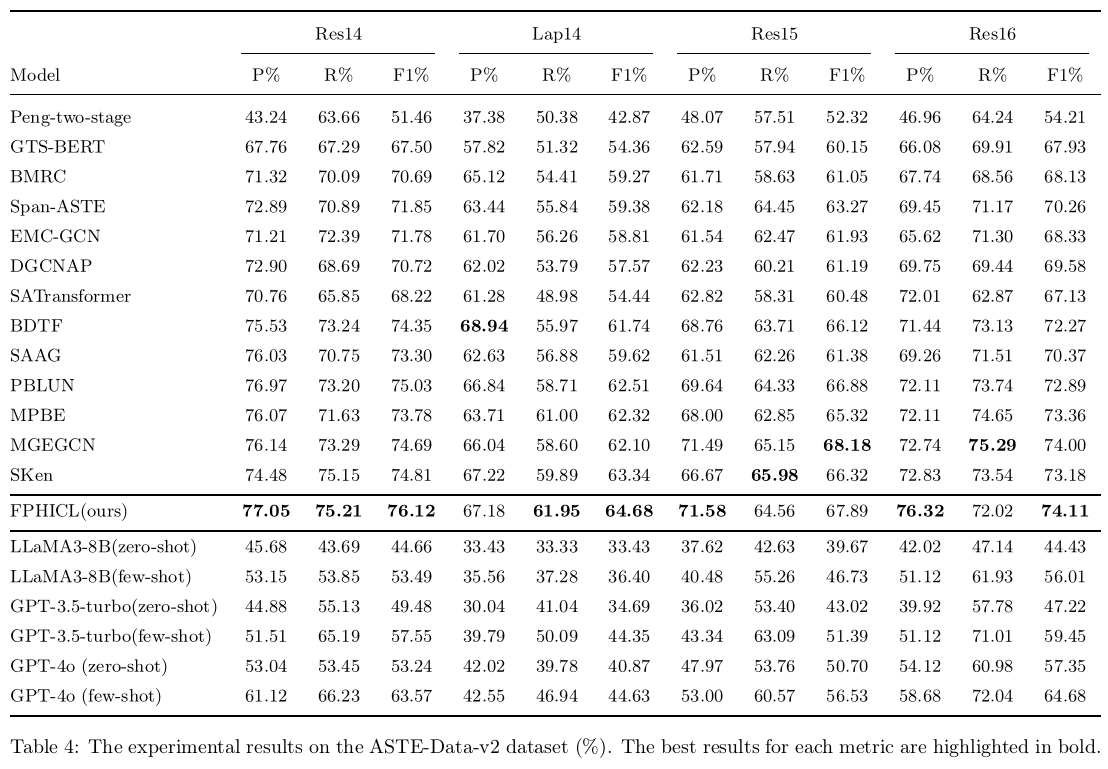 Res14 Lap14 Res15 Res16
Model P% R% F1% P% R% F1% P% R% F1% P% R% F1%
Peng-two-stage 43.24 63.66 51.46 37.38 50.38 42.87 48.07 57.51 52.32 46.96 64.24 54.21
GTS-BERT 67.76 67.29 67.50 57.82 51.32 54.36 62.59 57.94 60.15 66.08 69.91 67.93
BMRC 71.32 70.09 70.69 65.12 54.41 59.27 61.71 58.63 61.05 67.74 68.56 68.13
Span-ASTE 72.89 70.89 71.85 63.44 55.84 59.38 62.18 64.45 63.27 69.45 71.17 70.26
EMC-GCN 71.21 72.39 71.78 61.70 56.26 58.81 61.54 62.47 61.93 65.62 71.30 68.33
DGCNAP 72.90 68.69 70.72 62.02 53.79 57.57 62.23 60.21 61.19 69.75 69.44 69.58
SATransformer 70.76 65.85 68.22 61.28 48.98 54.44 62.82 58.31 60.48 72.01 62.87 67.13
BDTF 75.53 73.24 74.35 68.94 55.97 61.74 68.76 63.71 66.12 71.44 73.13 72.27
SAAG 76.03 70.75 73.30 62.63 56.88 59.62 61.51 62.26 61.38 69.26 71.51 70.37
PBLUN 76.97 73.20 75.03 66.84 58.71 62.51 69.64 64.33 66.88 72.11 73.74 72.89
MPBE 76.07 71.63 73.78 63.71 61.00 62.32 68.00 62.85 65.32 72.11 74.65 73.36
MGEGCN 76.14 73.29 74.69 66.04 58.60 62.10 71.49 65.15 68.18 72.74 75.29 74.00
SKen 74.48 75.15 74.81 67.22 59.89 63.34 66.67 65.98 66.32 72.83 73.54 73.18
FPHICL(ours) 77.05 75.21 76.12 67.18 61.95 64.68 71.58 64.56 67.89 76.32 72.02 74.11
LLaMA3-8B(zero-shot) 45.68 43.69 44.66 33.43 33.33 33.43 37.62 42.63 39.67 42.02 47.14 44.43
LLaMA3-8B(few-shot) 53.15 53.85 53.49 35.56 37.28 36.40 40.48 55.26 46.73 51.12 61.93 56.01
GPT-3.5-turbo(zero-shot) 44.88 55.13 49.48 30.04 41.04 34.69 36.02 53.40 43.02 39.92 57.78 47.22
GPT-3.5-turbo(few-shot) 51.51 65.19 57.55 39.79 50.09 44.35 43.34 63.09 51.39 51.12 71.01 59.45
GPT-4o (zero-shot) 53.04 53.45 53.24 42.02 39.78 40.87 47.97 53.76 50.70 54.12 60.98 57.35
GPT-4o (few-shot) 61.12 66.23 63.57 42.55 46.94 44.63 53.00 60.57 56.53 58.68 72.04 64.68
Table 4: The experimental results on the ASTE-Data-v2 dataset (%). The best results for each metric are highlighted in bold.